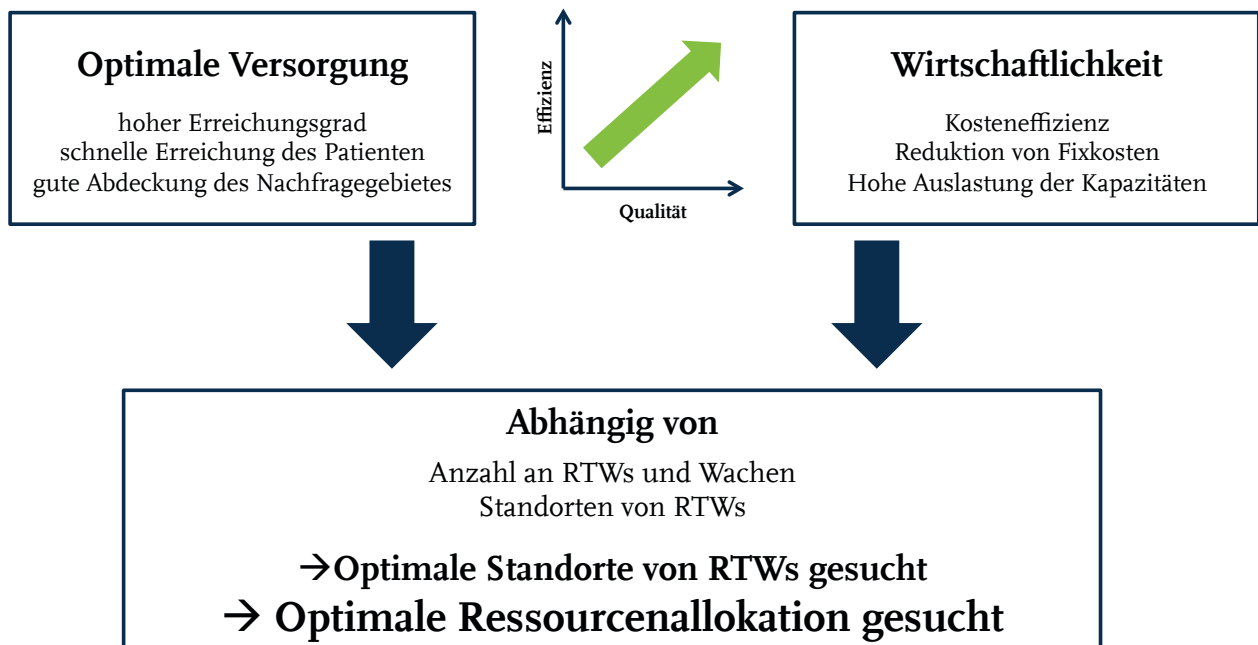 Optimale Versorgung
hoher Erreichungsgrad
schnelle Erreichung des Patienten
gute Abdeckung des Nachfragegebietes
Effizienz
Qualität
Wirtschaftlichkeit
Kosteneffizienz
Reduktion von Fixkosten
Hohe Auslastung der Kapazitäten
Abhängig von
Anzahl an RTWs und Wachen
Standorten von RTWs
→Optimale Standorte von RTWs gesucht
→ Optimale Ressourcenallokation gesucht